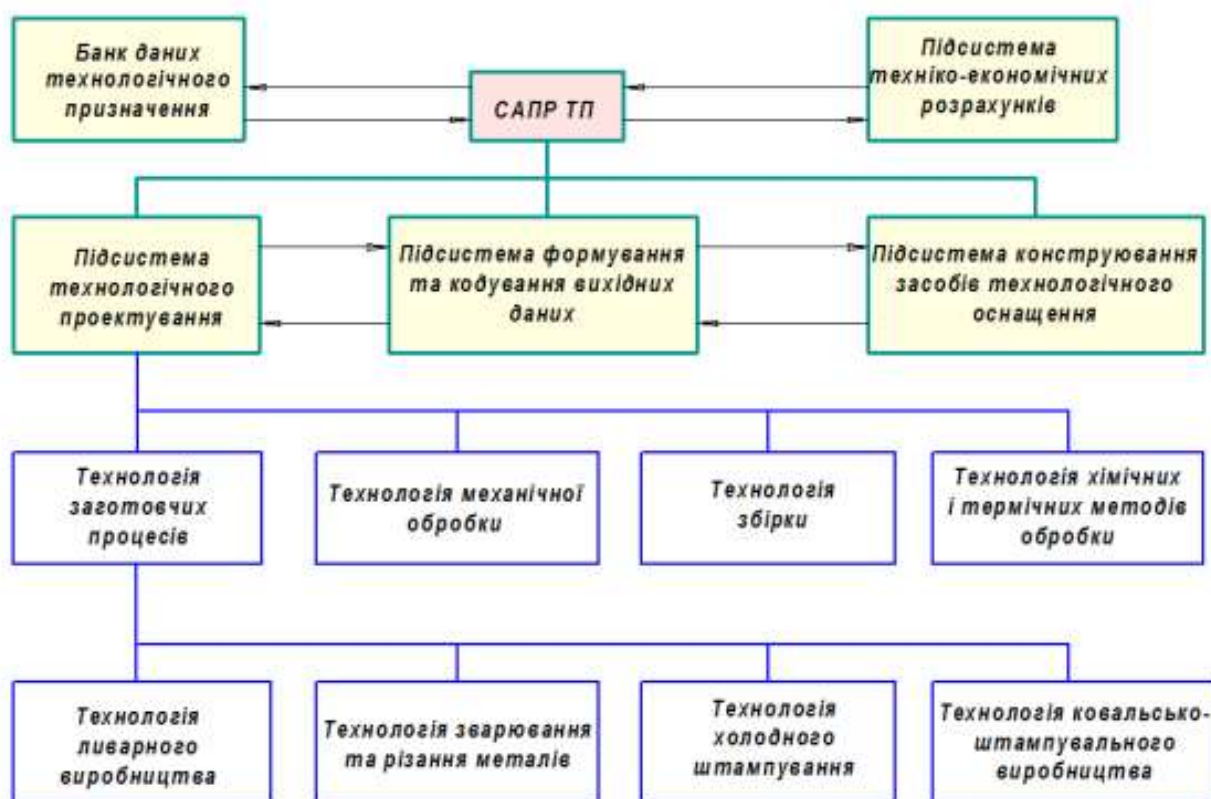 Банк даних
технологічного
призначення
САПР ТП
Підсистема
техніко-економічних
розрахунків
Підсистема
технологічного
проектування
Підсистема формування
та кодування вихідних
даних
Підсистема конструювання
засобів технологічного
оснащення
Технологія
заготовчих
процесів
Технологія механічної
обробки
Технологія
збірки
Технологія хімічних
і термічних методів
обробки
Технологія
ливарного
виробництва
Технологія зварювання
та різання металів
Технологія
холодного
штампування
Технологія ковальсько-
штампувального
виробництва